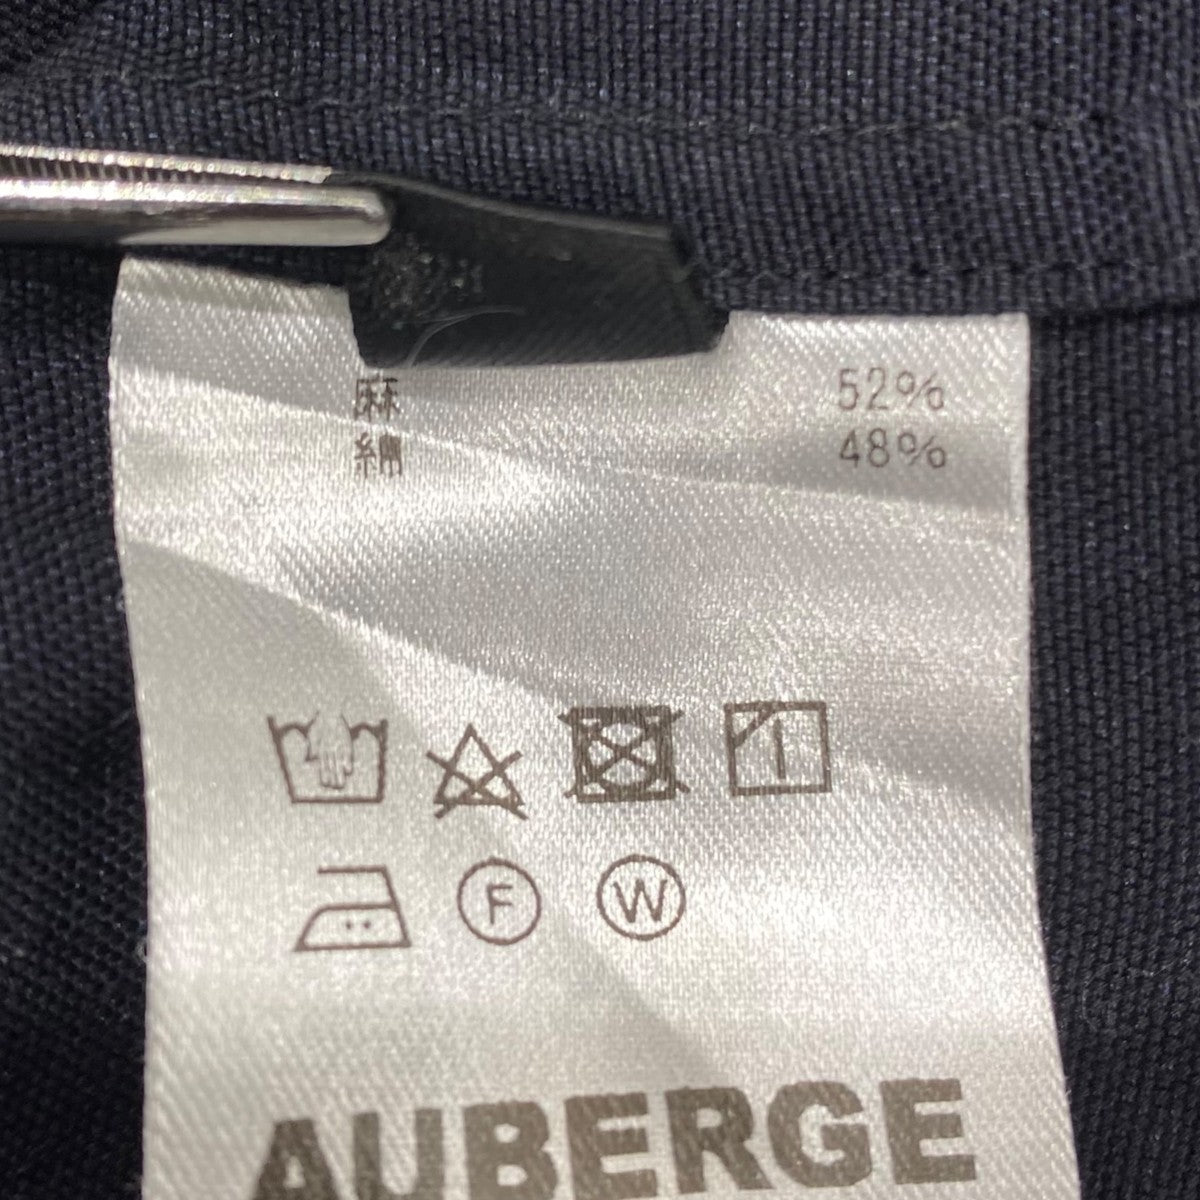 麻 52%
綿 48%
F W
AUBERGE